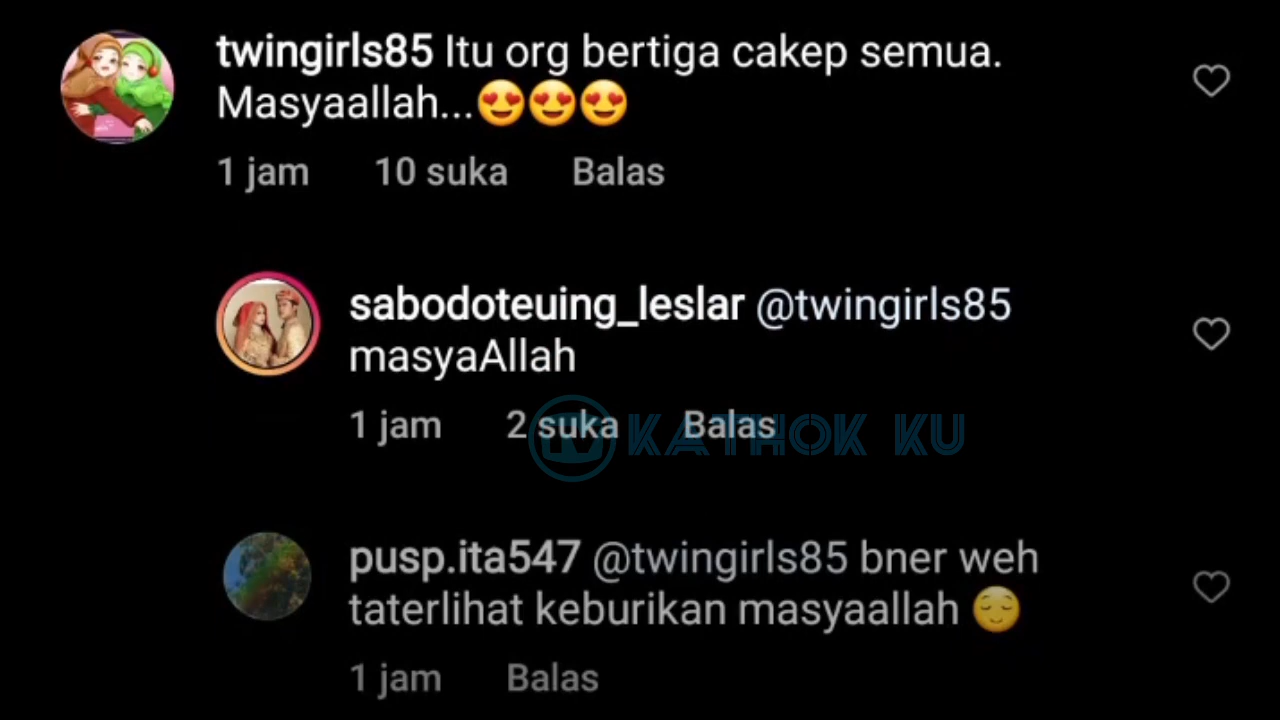 twingirls85 Itu org bertiga cakep semua.
Masyaallah...😍😍😍
1 jam 10 suka Balas
sabodoteuing_leslar @twingirls85
masyaAllah
1 jam 2 suka Balas
TV KATHOK KU
pusp.ita547 @twingirls85 bner weh
taterlihat keburikan masyaallah 😌
1 jam Balas